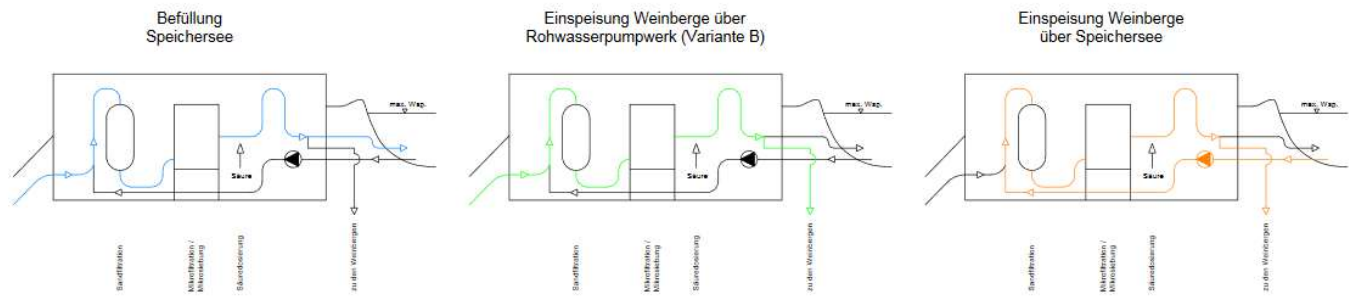 Befüllung
Speichersee
max. Wsp.
Säure
Sandfiltration
Mikrofiltration /
Mikrosiebung
Säuredosierung
zu den Weinbergen
Einspeisung Weinberge über
Rohwasserpumpwerk (Variante B)
max. Wsp.
Säure
Sandfiltration
Mikrofiltration /
Mikrosiebung
Säuredosierung
zu den Weinbergen
Einspeisung Weinberge
über Speichersee
max. Wsp.
Säure
Sandfiltration
Mikrofiltration /
Mikrosiebung
Säuredosierung
zu den Weinbergen